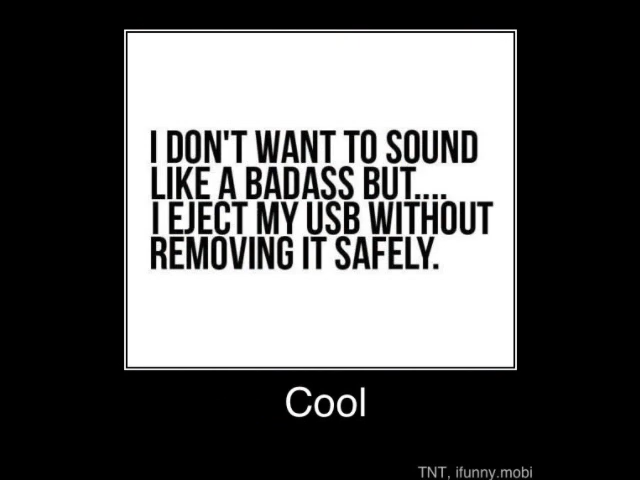 I DON'T WANT TO SOUND
LIKE A BADASS BUT....
I EJECT MY USB WITHOUT
REMOVING IT SAFELY.
Cool
TNT, ifunny.mobi